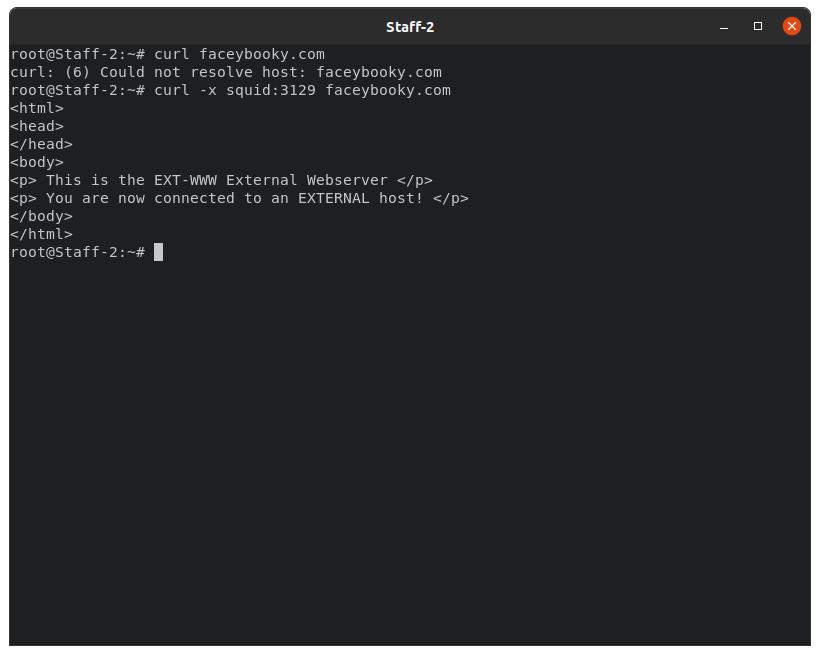 Staff-2
root@Staff-2:~# curl faceybooky.com
curl: (6) Could not resolve host: faceybooky.com
root@Staff-2:~# curl -x squid:3129 faceybooky.com
<html>
<head>
</head>
<body>
<p> This is the EXT-WWW External Webserver </p>
<p> You are now connected to an EXTERNAL host! </p>
</body>
</html>
root@Staff-2:~#